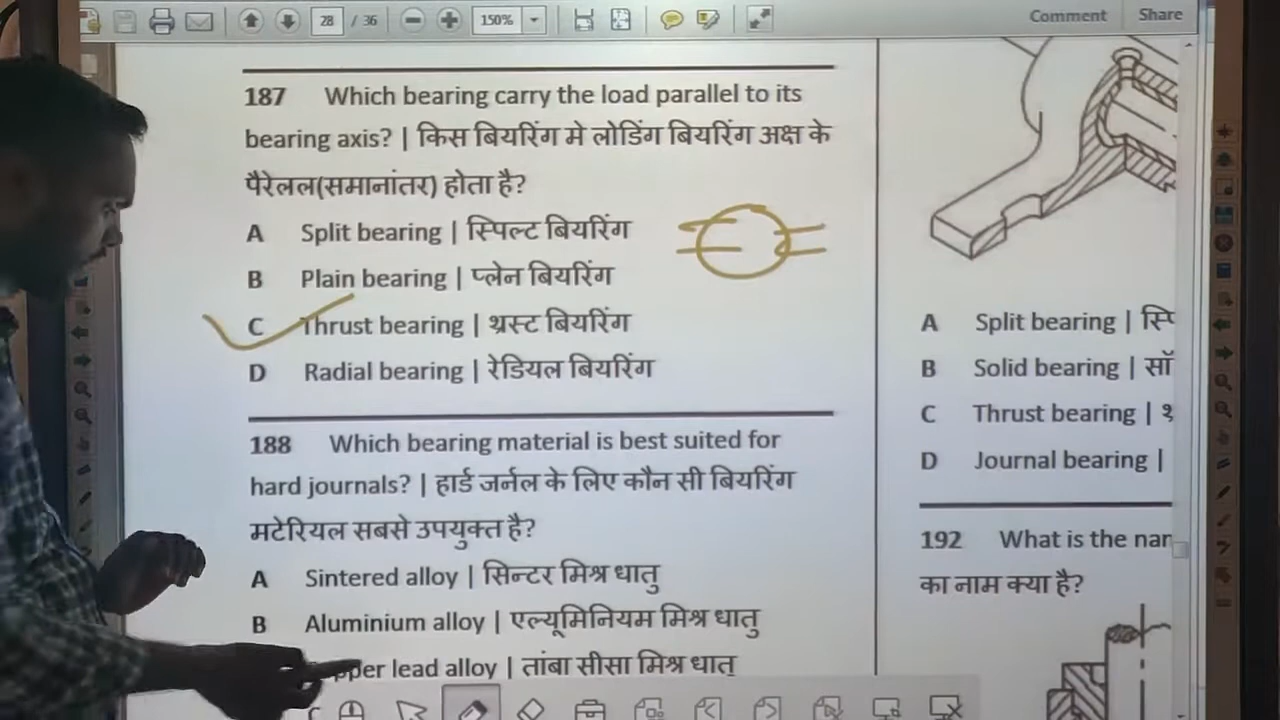 28 / 36
150%
Comment
Share
187 Which bearing carry the load parallel to its
bearing axis? | किस बियरिंग मे लोडिंग बियरिंग अक्ष के
पैरेलल(समानांतर) होता है?
A Split bearing | स्पिल्ट बियरिंग
B Plain bearing | प्लेन बियरिंग
C Thrust bearing | थ्रस्ट बियरिंग
D Radial bearing | रेडियल बियरिंग
188 Which bearing material is best suited for
hard journals? | हार्ड जर्नल के लिए कौन सी बियरिंग
मटेरियल सबसे उपयुक्त है?
A Sintered alloy | सिन्टर मिश्र धातु
B Aluminium alloy | एल्यूमिनियम मिश्र धातु
lead alloy | तांबा सीसा मिश्र धातु
A Split bearing |
B Solid bearing |
C Thrust bearing |
D Journal bearing |
192 What is the
का नाम क्या है?